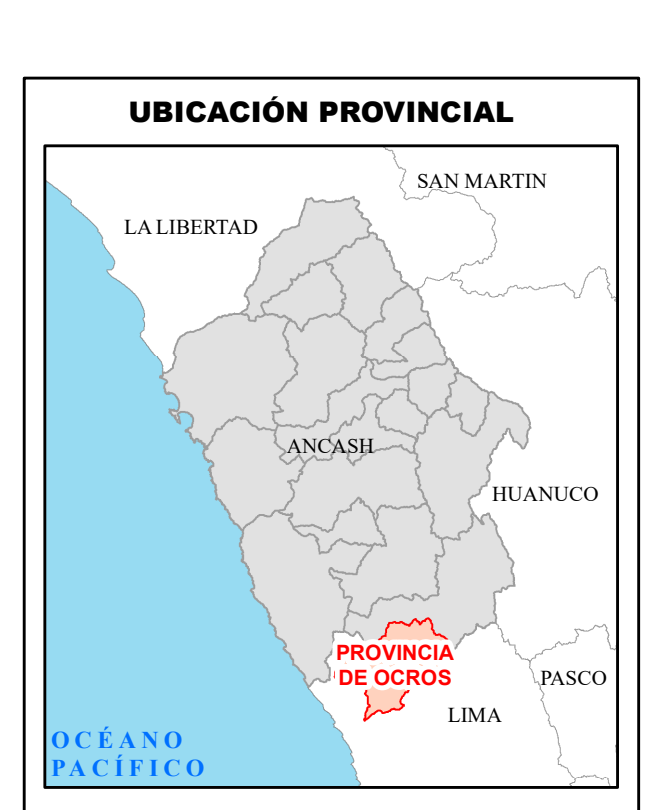 UBICACIÓN PROVINCIAL
SAN MARTIN
LA LIBERTAD
ANCASH
HUANUCO
PROVINCIA
DE OCROS
PASCO
LIMA
OCÉANO
PACÍFICO